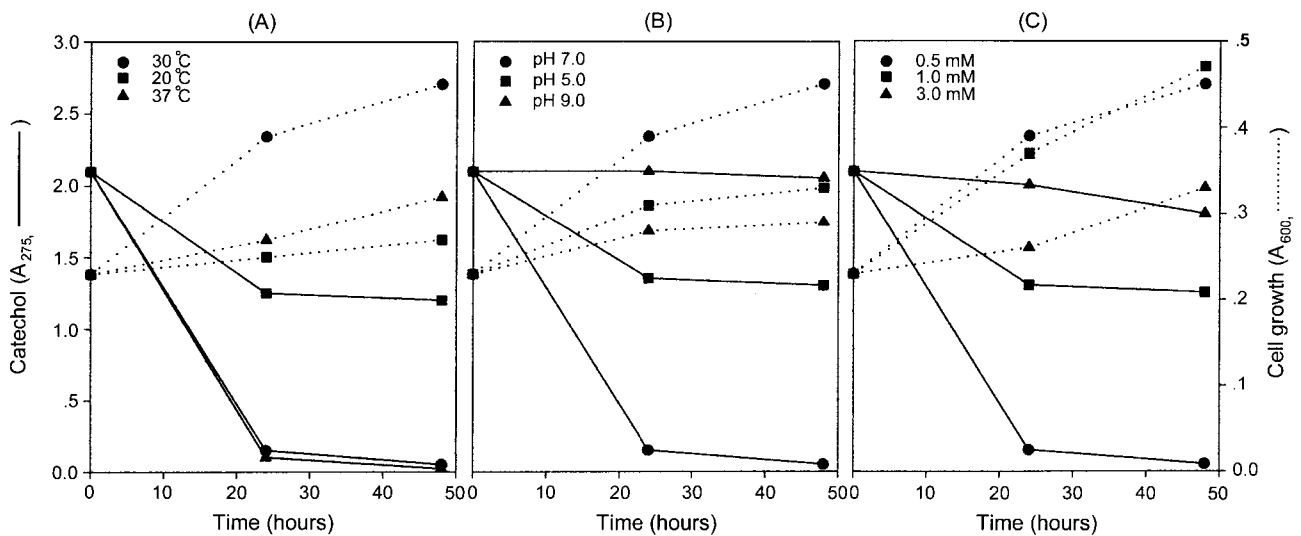 (A)
(B)
(C)
3.0
2.5
2.0
1.5
1.0
.5
0.0
Catechol (A275, ——)
30 °C
20 °C
37 °C
0 10 20 30 40 50
Time (hours)
pH 7.0
pH 5.0
pH 9.0
0 10 20 30 40 50
Time (hours)
0.5 mM
1.0 mM
3.0 mM
0 10 20 30 40 50
Time (hours)
.5
.4
.3
.2
.1
0.0
Cell growth (A600, ........)